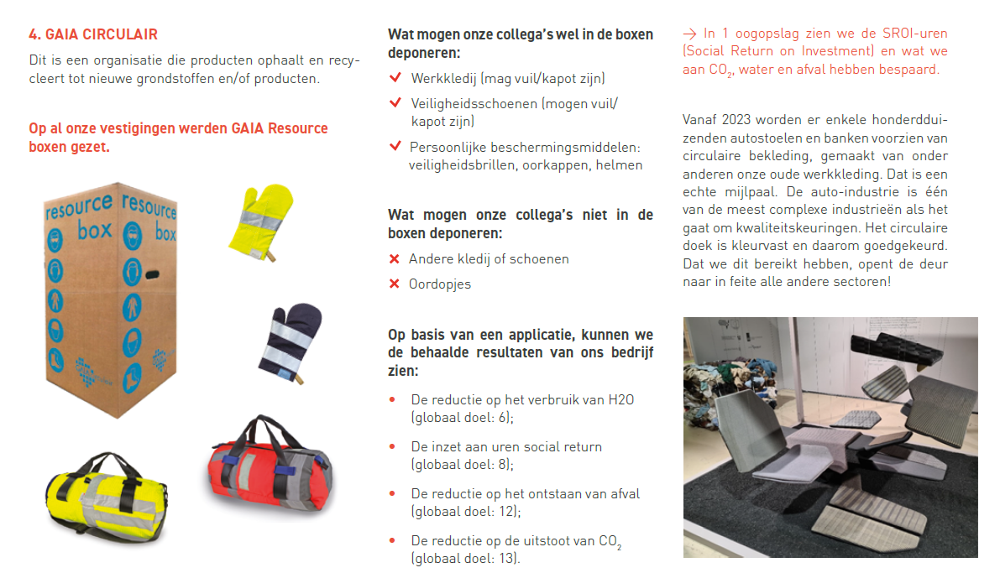 4. GAIA CIRCULAIR
Dit is een organisatie die producten ophaalt en recy-
cleert tot nieuwe grondstoffen en/of producten.
Op al onze vestigingen werden GAIA Resource
boxen gezet.
resource
box
resource
box
Wat mogen onze collega's wel in de boxen
deponeren:
Werkkledij (mag vuil/kapot zijn)
Veiligheidsschoenen (mogen vuil/
kapot zijn)
Persoonlijke beschermingsmiddelen:
veiligheidsbrillen, oorkappen, helmen
Wat mogen onze collega's niet in de
boxen deponeren:
Andere kledij of schoenen
Oordopjes
Op basis van een applicatie, kunnen we
de behaalde resultaten van ons bedrijf
zien:
• De reductie op het verbruik van H2O
(globaal doel: 6);
• De inzet aan uren social return
(globaal doel: 8);
• De reductie op het ontstaan van afval
(globaal doel: 12);
• De reductie op de uitstoot van CO₂
(globaal doel: 13).
→ In 1 oogopslag zien we de SROI-uren
(Social Return on Investment) en wat we
aan CO₂, water en afval hebben bespaard.
Vanaf 2023 worden er enkele honderddui-
zenden autostoelen en banken voorzien van
circulaire bekleding, gemaakt van onder
anderen onze oude werkkleding. Dat is een
echte mijlpaal. De auto-industrie is één
van de meest complexe industrieën als het
gaat om kwaliteitskeuringen. Het circulaire
doek is kleurvast en daarom goedgekeurd.
Dat we dit bereikt hebben, opent de deur
naar in feite alle andere sectoren!